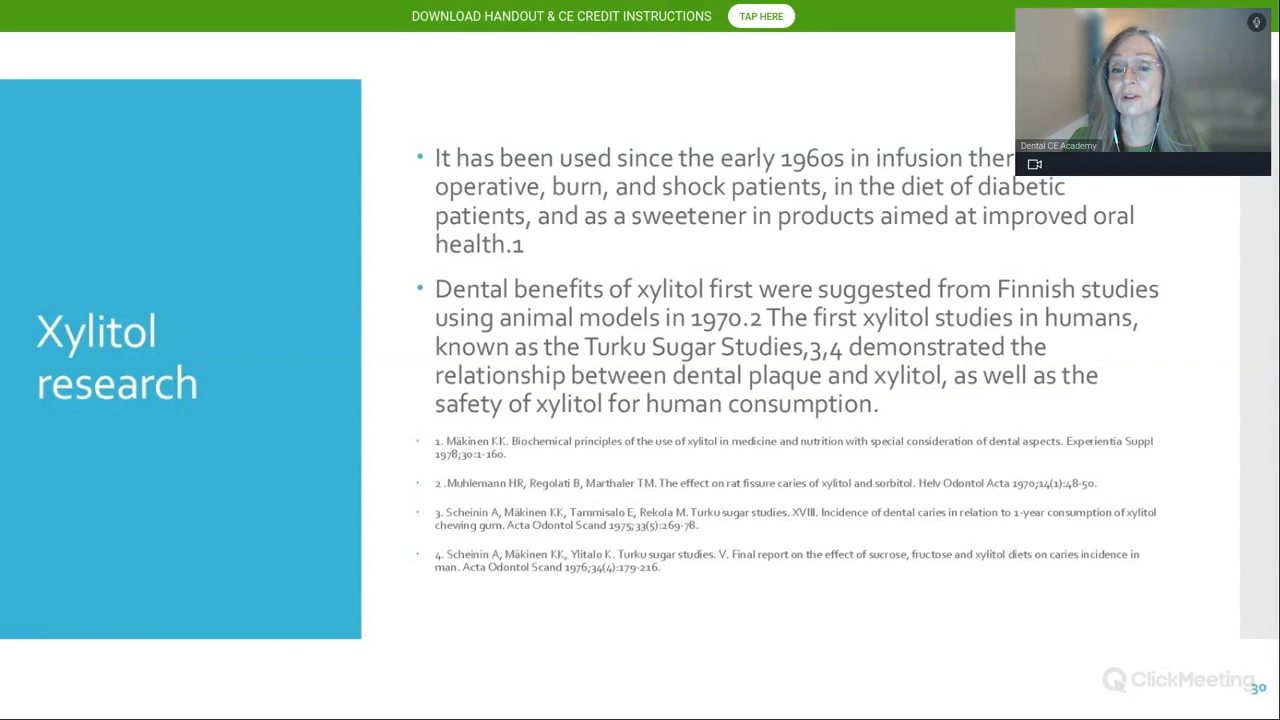 DOWNLOAD HANDOUT & CE CREDIT INSTRUCTIONS TAP HERE
Dental CE Academy
Xylitol
research
• It has been used since the early 1960s in infusion
operative, burn, and shock patients, in the diet of diabetic
patients, and as a sweetener in products aimed at improved oral
health.1
• Dental benefits of xylitol first were suggested from Finnish studies
using animal models in 1970.2 The first xylitol studies in humans,
known as the Turku Sugar Studies,3,4 demonstrated the
relationship between dental plaque and xylitol, as well as the
safety of xylitol for human consumption.
• 1. Mäkinen KK. Biochemical principles of the use of xylitol in medicine and nutrition with special consideration of dental aspects. Experientia Suppl
1978;30:1-160.
• 2 .Muhlemann HR, Regolati B, Marthaler TM. The effect on rat fissure caries of xylitol and sorbitol. Helv Odontol Acta 1970;14(1):48-50.
• 3. Scheinin A, Mäkinen KK, Tammisalo E, Rekola M. Turku sugar studies. XVIII. Incidence of dental caries in relation to 1-year consumption of xylitol
chewing gum. Acta Odontol Scand 1975;33(5):269-78.
• 4. Scheinin A, Mäkinen KK, Ylitalo K. Turku sugar studies. V. Final report on the effect of sucrose, fructose and xylitol diets on caries incidence in
man. Acta Odontol Scand 1976;34(4):179-216.
ClickMeeting
30